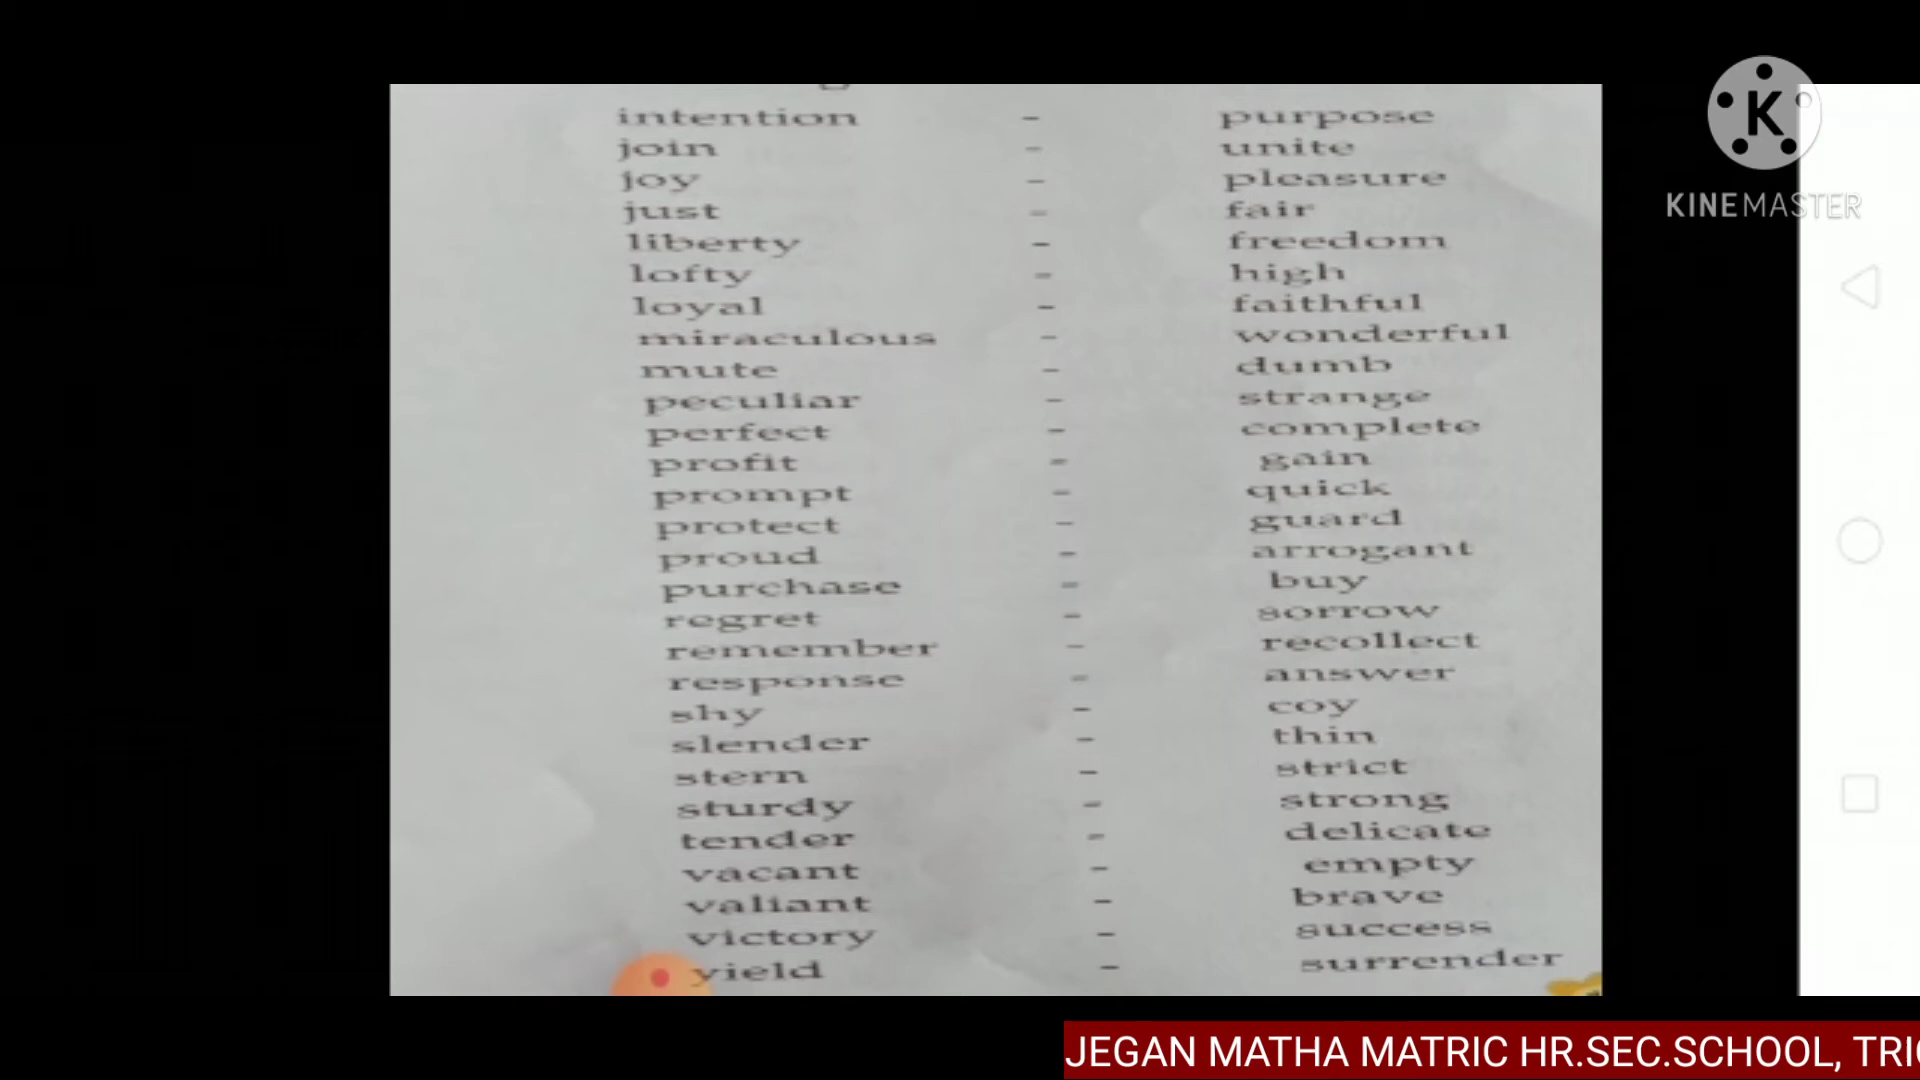 intention - purpose
join - unite
joy - pleasure
just - fair
liberty - freedom
lofty - high
loyal - faithful
miraculous - wonderful
mute - dumb
peculiar - strange
perfect - complete
profit - gain
prompt - quick
protect - guard
proud - arrogant
purchase - buy
regret - sorrow
remember - recollect
response - answer
shy - coy
slender - thin
stern - strict
sturdy - strong
tender - delicate
vacant - empty
valiant - brave
victory - success
yield - surrender
K
KINEMASTER
JEGAN MATHA MATRIC HR.SEC.SCHOOL,